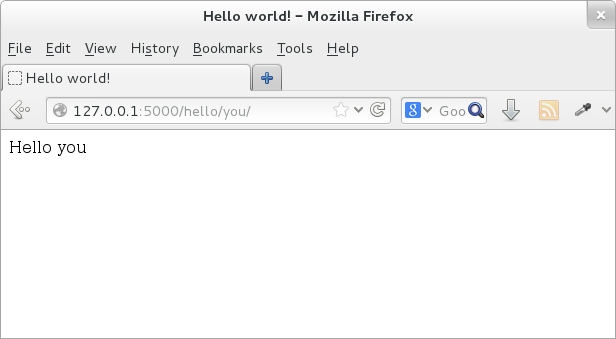 Hello world! – Mozilla Firefox
File Edit View History Bookmarks Tools Help
Hello world!
127.0.0.1:5000/hello/you/ 8 Goo
Hello you